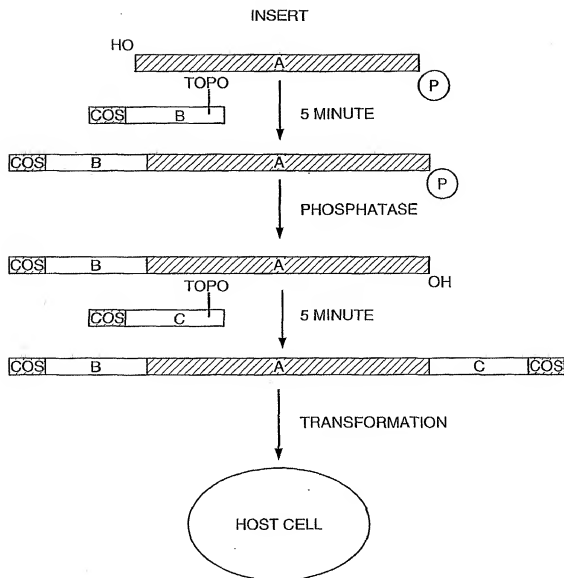 INSERT
HO
A
P
TOPO
COS B
5 MINUTE
COS B A
P
PHOSPHATASE
COS B A
OH
TOPO
COS C
5 MINUTE
COS B A C COS
TRANSFORMATION
HOST CELL